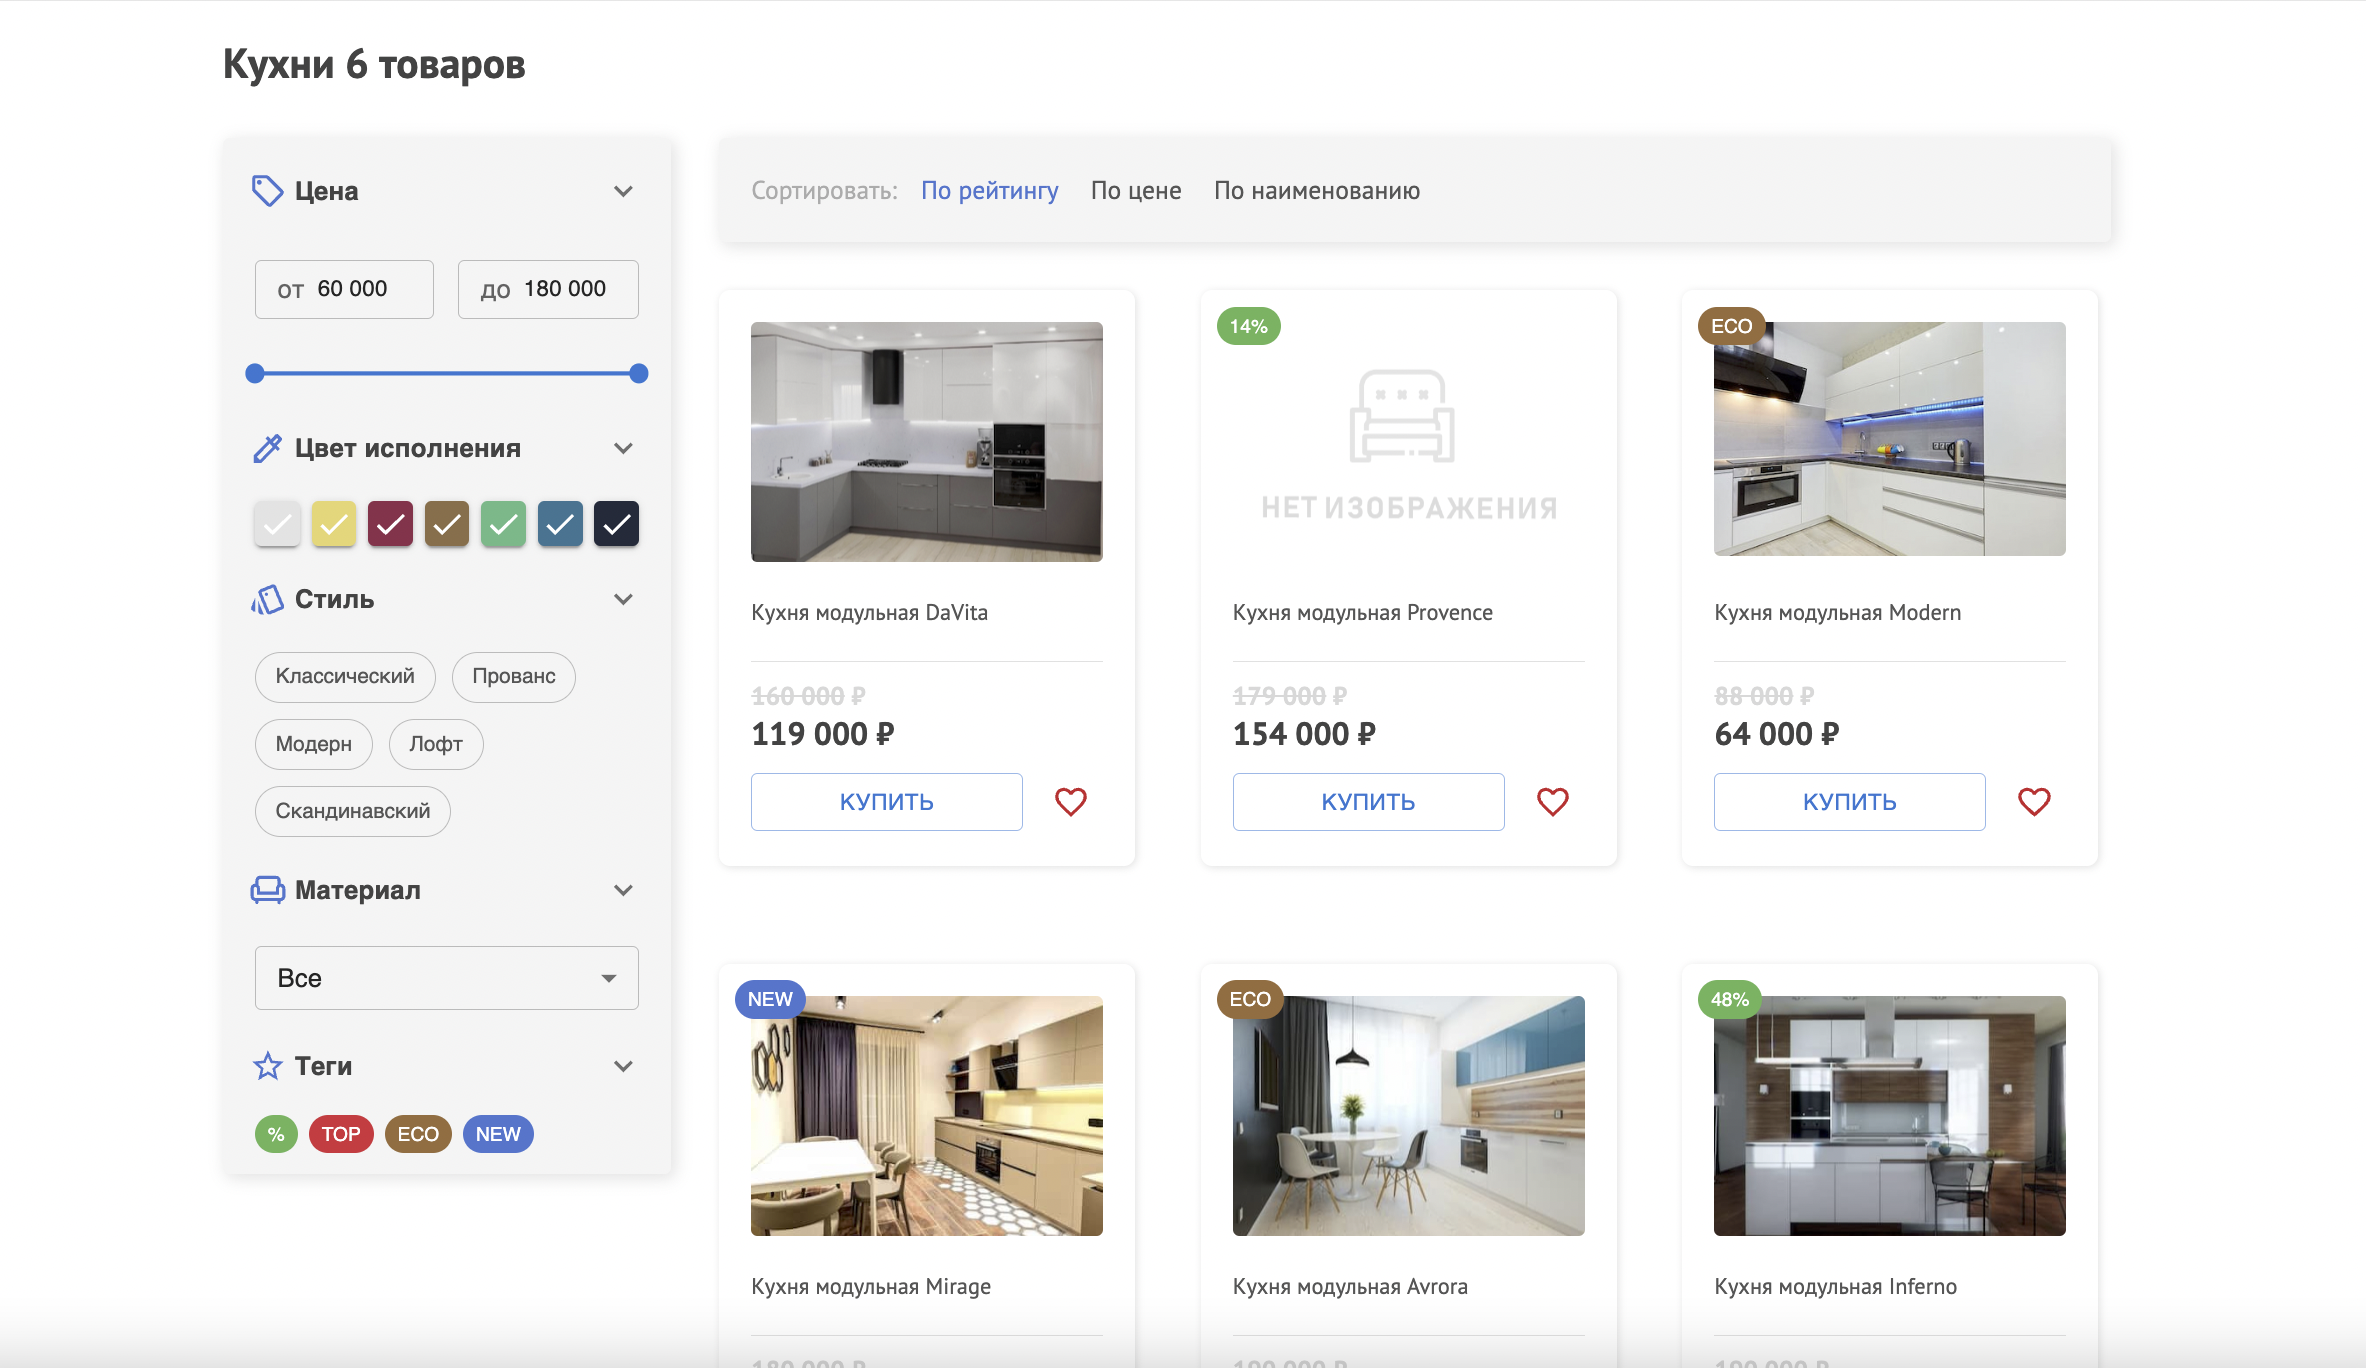 Кухни 6 товаров
Цена
от 60 000 до 180 000
Цвет исполнения
Стиль
Классический Прованс
Модерн Лофт
Скандинавский
Материал
Все
Теги
% TOP ECO NEW
Сортировать: По рейтингу По цене По наименованию
Кухня модульная DaVita
160 000 ₽
119 000 ₽
КУПИТЬ
14%
НЕТ ИЗОБРАЖЕНИЯ
Кухня модульная Provence
179 000 ₽
154 000 ₽
КУПИТЬ
ECO
Кухня модульная Modern
88 000 ₽
64 000 ₽
КУПИТЬ
NEW
Кухня модульная Mirage
180 000 ₽
ECO
Кухня модульная Avrora
48%
Кухня модульная Inferno